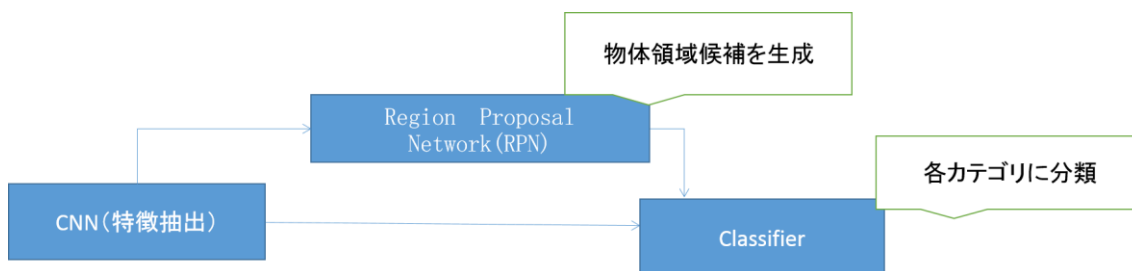 物体領域候補を生成
Region Proposal
Network(RPN)
各カテゴリに分類
CNN(特徴抽出)
Classifier